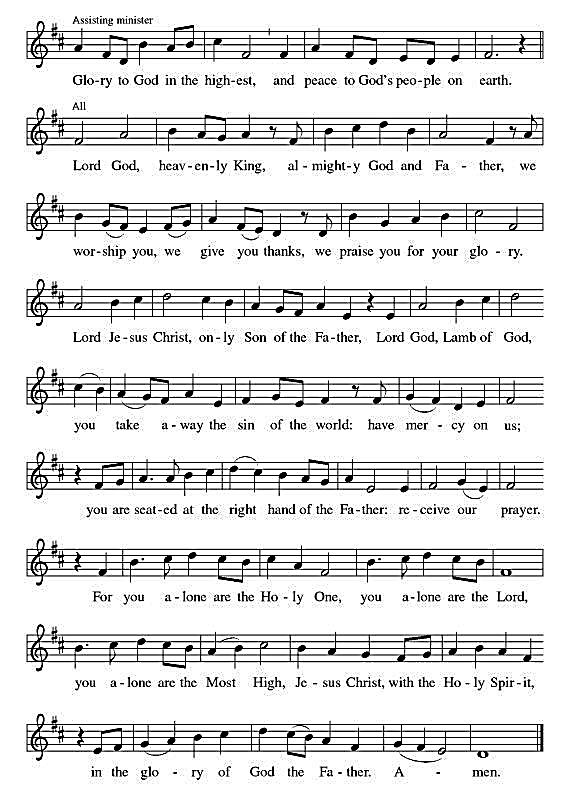 Assisting minister
Glo-ry to God in the high-est, and peace to God's peo-ple on earth.
All
Lord God, heav-en-ly King, al-might-y God and Fa-ther, we
wor-ship you, we give you thanks, we praise you for your glo-ry.
Lord Je-sus Christ, on-ly Son of the Fa-ther, Lord God, Lamb of God,
you take a-way the sin of the world: have mer-cy on us;
you are seat-ed at the right hand of the Fa-ther: re-ceive our prayer.
For you a-lone are the Ho-ly One, you a-lone are the Lord,
you a-lone are the Most High, Je-sus Christ, with the Ho-ly Spir-it,
in the glo-ry of God the Fa-ther. A-men.